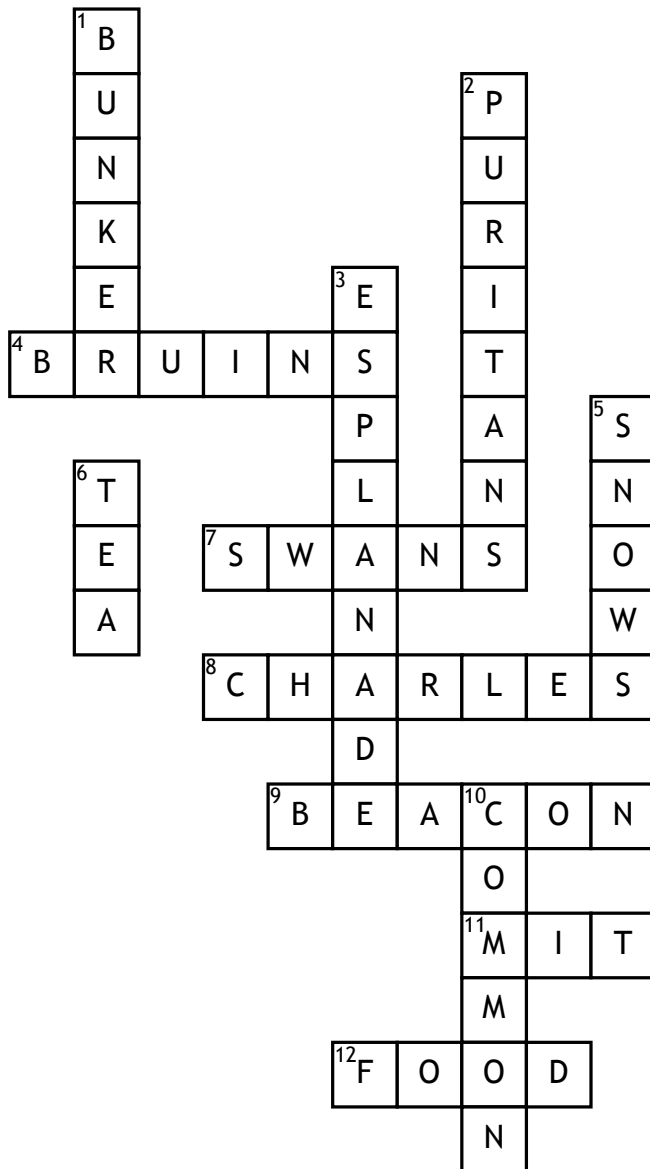 1 B
U 2 P
N U
K R
E 3 E I
4 B R U I N S T
P A 5 S
6 T L N N
E 7 S W A N S O
A N W
8 C H A R L E S
D
9 B E A 10 C O N
O
11 M I T
M
12 F O O D
N